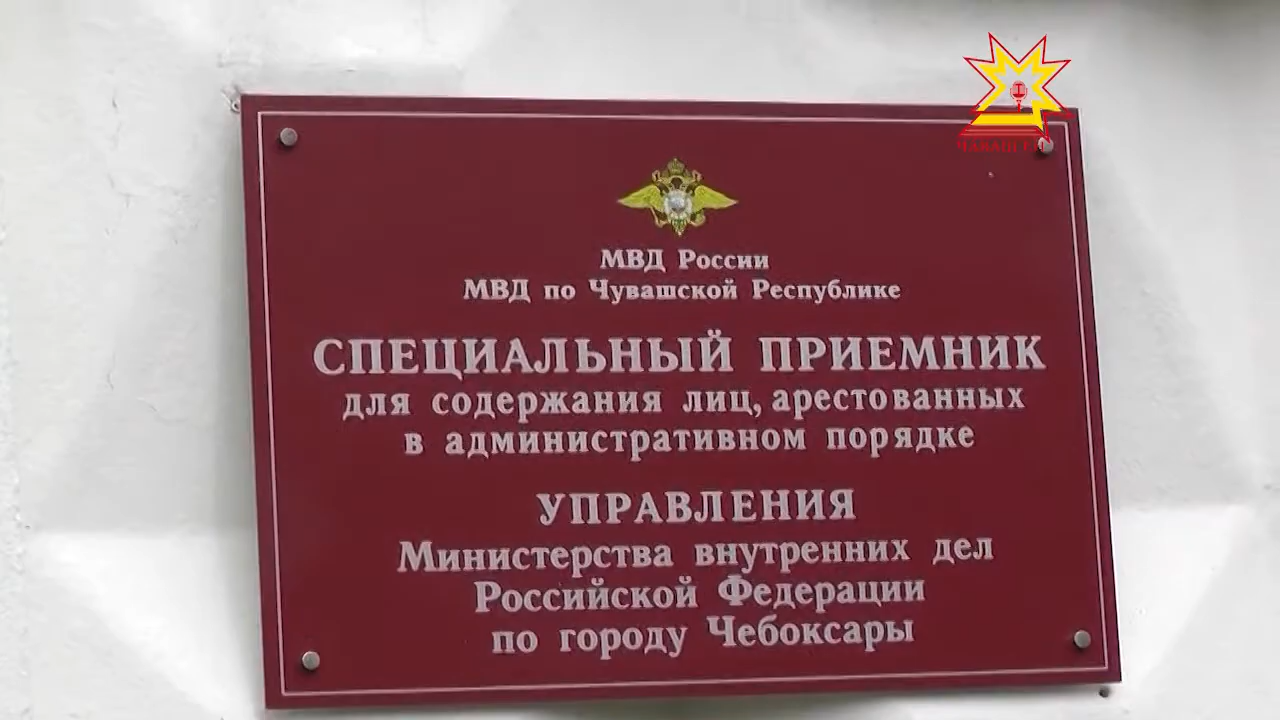 МВД России
МВД по Чувашской Республике
СПЕЦИАЛЬНЫЙ ПРИЕМНИК
для содержания лиц, арестованных
в административном порядке
УПРАВЛЕНИЯ
Министерства внутренних дел
Российской Федерации
по городу Чебоксары